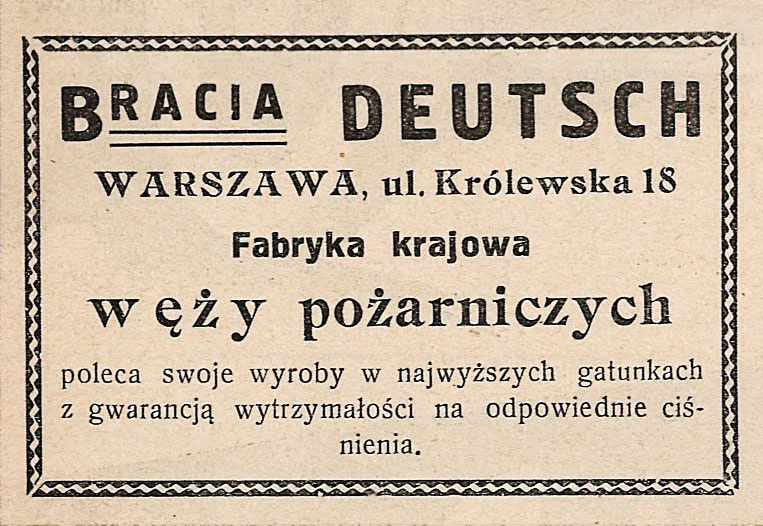 BRACIA DEUTSCH
WARSZAWA, ul. Królewska 18
Fabryka krajowa
węży pożarniczych
poleca swoje wyroby w najwyższych gatunkach
z gwarancją wytrzymałości na odpowiednie ciś-
nienia.